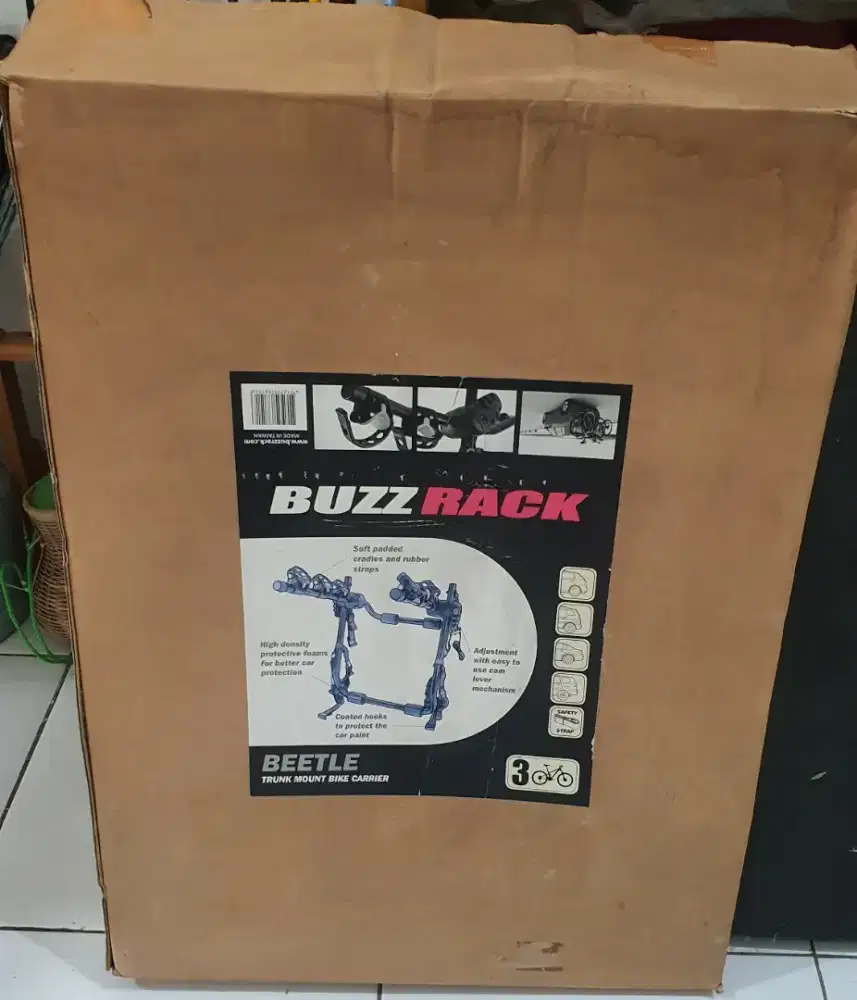 MADE IN TAIWAN
www.buzzrack.com
BUZZ RACK
Soft padded
cradles and rubber
straps
High density
protective foams
for better car
protection
Adjustment
with easy to
use cam
lever
mechanism
Coated hooks
to protect the
car paint
SAFETY
STRAP
BEETLE
TRUNK MOUNT BIKE CARRIER
3